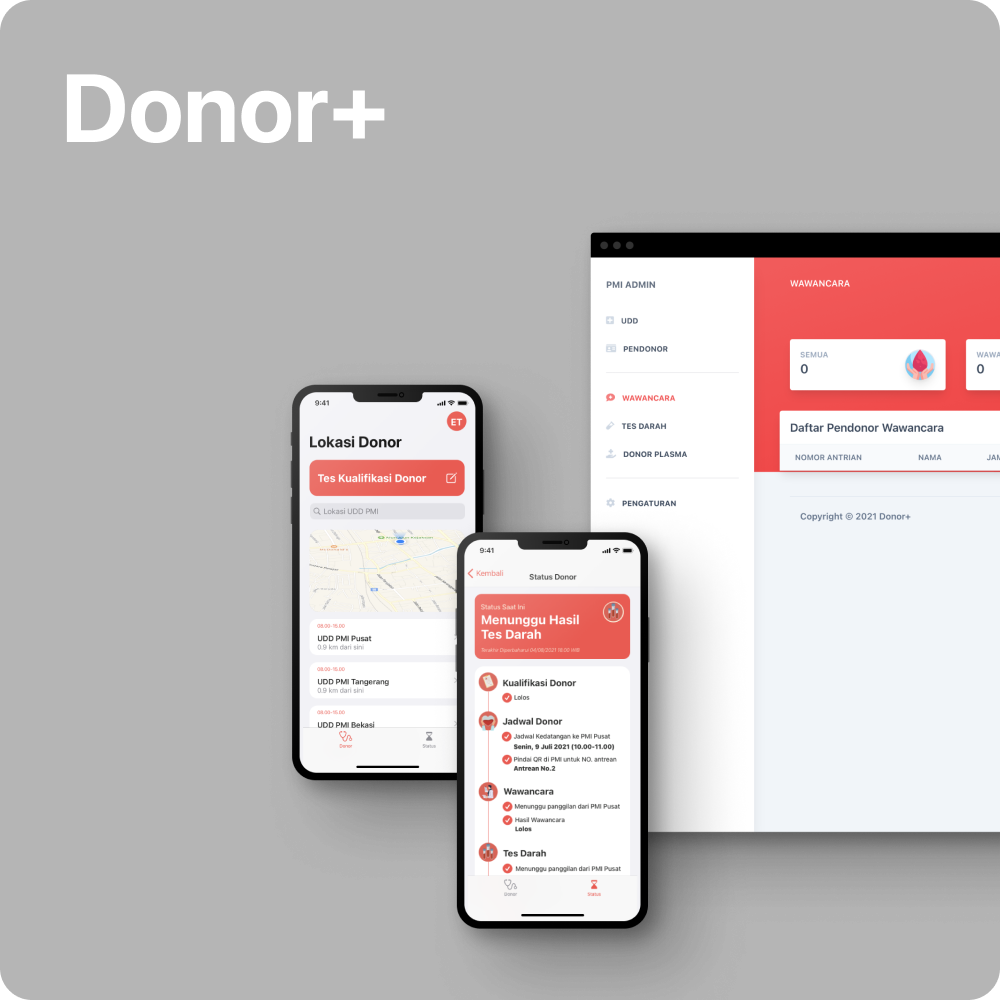 Donor+
PMI ADMIN
UDD
PENDONOR
WAWANCARA
TES DARAH
DONOR PLASMA
PENGATURAN
WAWANCARA
SEMUA
0
WAWA
0
Daftar Pendonor Wawancara
NOMOR ANTRIAN NAMA JAM
Copyright © 2021 Donor+
9:41
ET
Lokasi Donor
Tes Kualifikasi Donor
Lokasi UDD PMI
08.00-15.00
UDD PMI Pusat
0.9 km dari sini
08.00-15.00
UDD PMI Tangerang
0.9 km dari sini
08.00-15.00
UDD PMI Bekasi
Donor Status
9:41
Kembali Status Donor
Status Saat Ini
Menunggu Hasil
Tes Darah
Kualifikasi Donor
Lolos
Jadwal Donor
Jadwal Kedatangan ke PMI Pusat
Senin, 9 Juli 2021 (10.00-11.00)
Pindai QR di PMI untuk NO. antrean
Antrean No.2
Wawancara
Menunggu panggilan dari PMI Pusat
Hasil Wawancara
Lolos
Tes Darah
Menunggu panggilan dari PMI Pusat
Donor Status